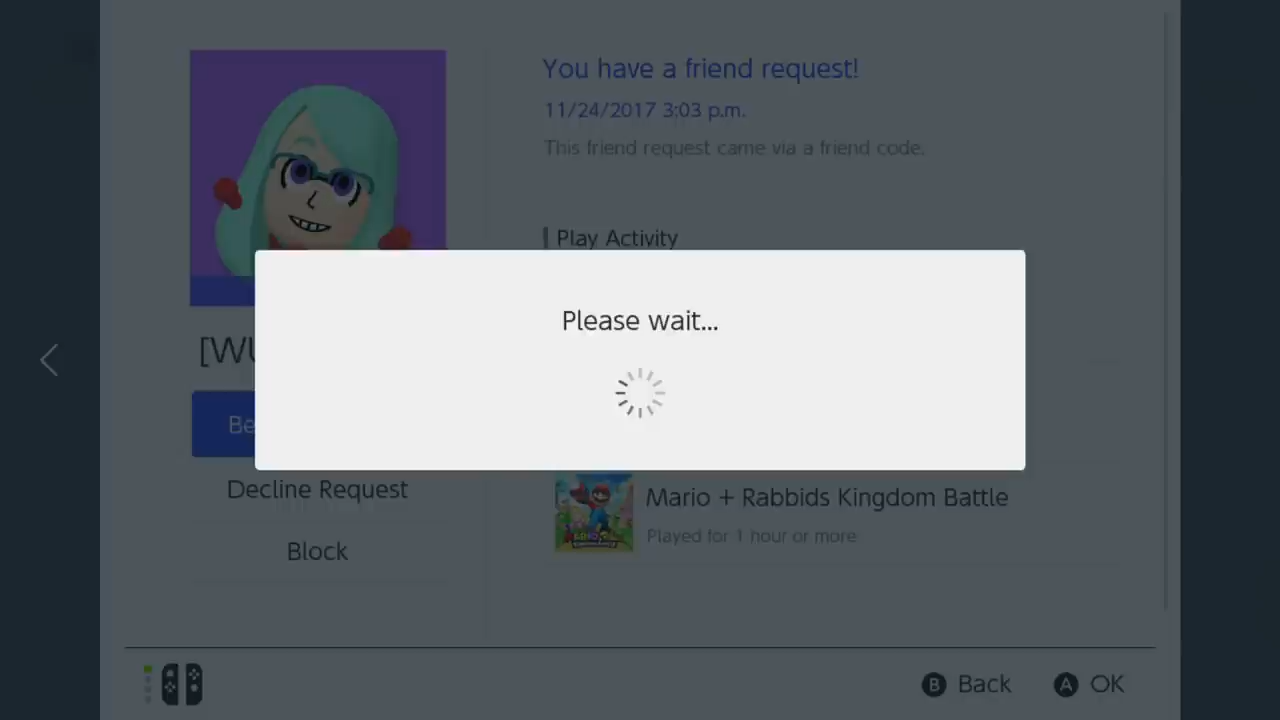 You have a friend request!
11/24/2017 3:03 p.m.
This friend request came via a friend code.
Play Activity
Please wait...
Decline Request
Block
Mario + Rabbids Kingdom Battle
Played for 1 hour or more
B Back
A OK